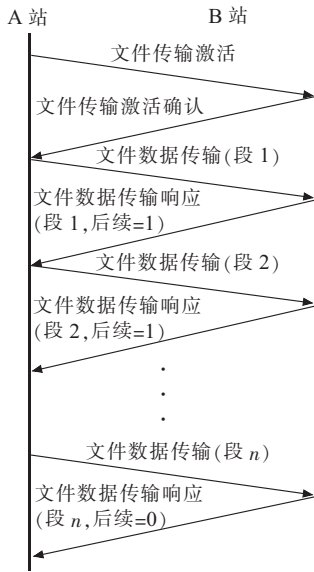 A 站
B 站
文件传输激活
文件传输激活确认
文件数据传输(段 1)
文件数据传输响应
(段 1,后续=1)
文件数据传输(段 2)
文件数据传输响应
(段 2,后续=1)
文件数据传输(段 n)
文件数据传输响应
(段 n,后续=0)